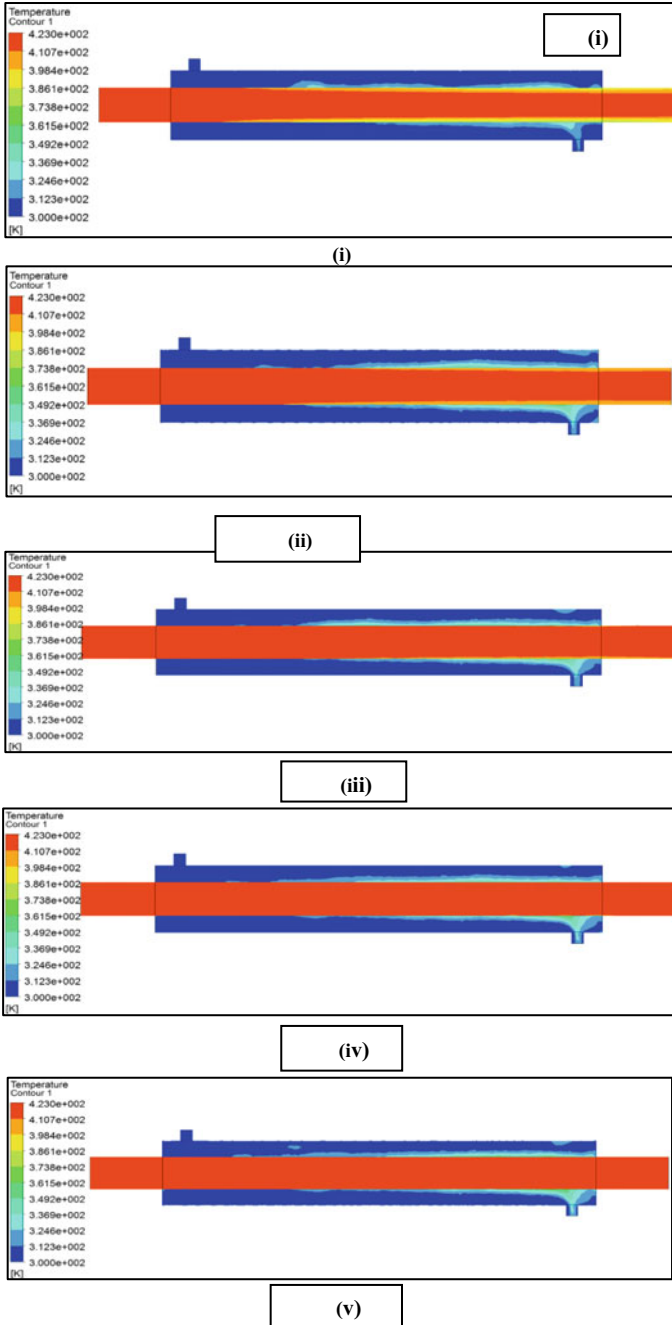 Temperature
Contour 1
4.230e+002
4.107e+002
3.984e+002
3.861e+002
3.738e+002
3.615e+002
3.492e+002
3.369e+002
3.246e+002
3.123e+002
3.000e+002
[K]
(i)
(i)
Temperature
Contour 1
4.230e+002
4.107e+002
3.984e+002
3.861e+002
3.738e+002
3.615e+002
3.492e+002
3.369e+002
3.246e+002
3.123e+002
3.000e+002
[K]
(ii)
Temperature
Contour 1
4.230e+002
4.107e+002
3.984e+002
3.861e+002
3.738e+002
3.615e+002
3.492e+002
3.369e+002
3.246e+002
3.123e+002
3.000e+002
[K]
(iii)
Temperature
Contour 1
4.230e+002
4.107e+002
3.984e+002
3.861e+002
3.738e+002
3.615e+002
3.492e+002
3.369e+002
3.246e+002
3.123e+002
3.000e+002
[K]
(iv)
Temperature
Contour 1
4.230e+002
4.107e+002
3.984e+002
3.861e+002
3.738e+002
3.615e+002
3.492e+002
3.369e+002
3.246e+002
3.123e+002
3.000e+002
[K]
(v)